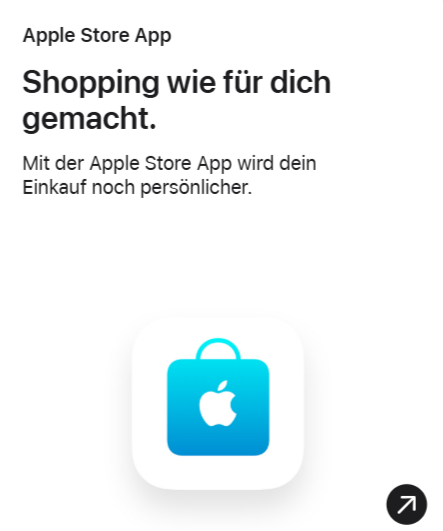 Apple Store App
Shopping wie für dich
gemacht.
Mit der Apple Store App wird dein
Einkauf noch persönlicher.